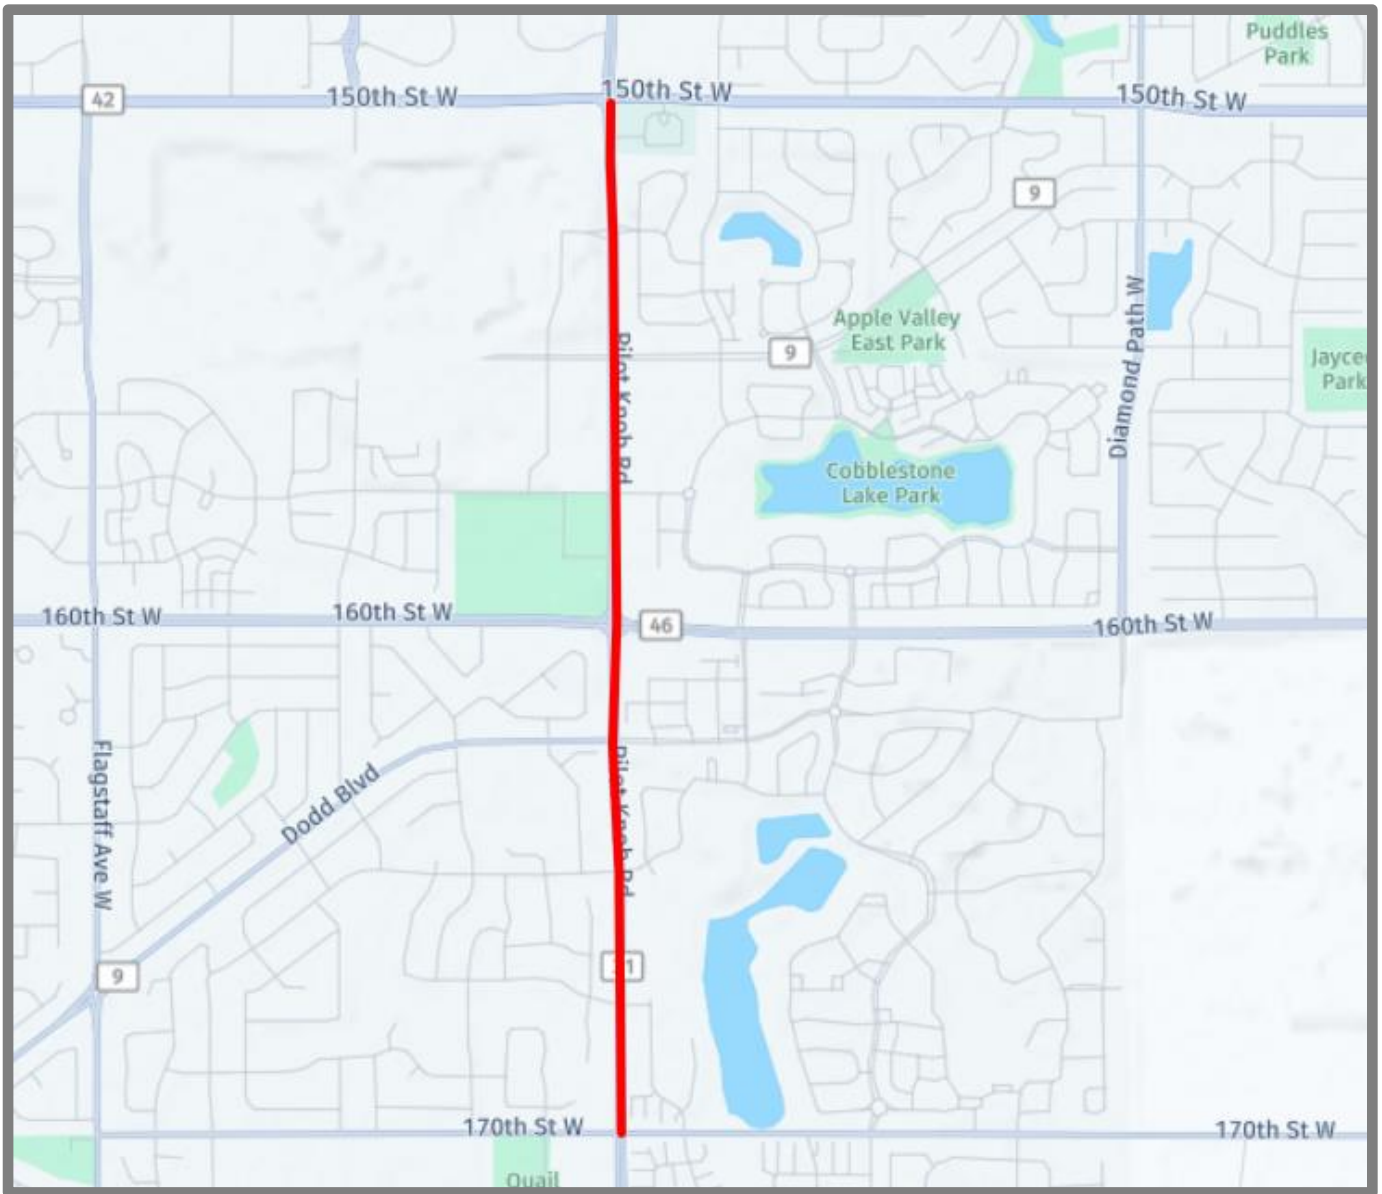 Puddles
Park
150th St W
150th St W
150th St W
42
9
Apple Valley
East Park
9
Diamond Path W
Jaycee
Park
Pilot Knob Rd
Cobblestone
Lake Park
160th St W
160th St W
46
160th St W
Flagstaff Ave W
Dodd Blvd
Pilot Knob Rd
9
31
170th St W
170th St W
Quail